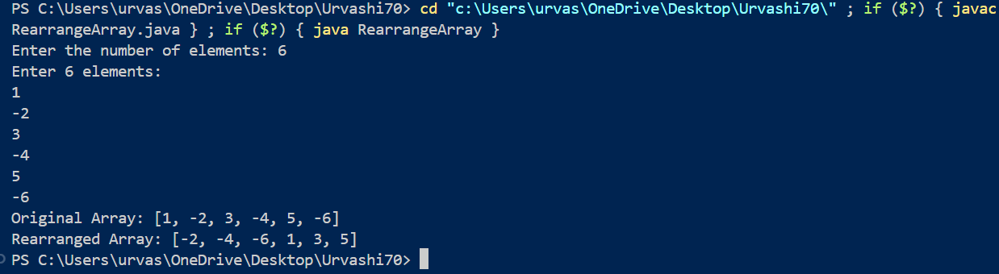 PS C:\Users\urvas\OneDrive\Desktop\Urvashi70> cd "c:\Users\urvas\OneDrive\Desktop\Urvashi70\" ; if ($?) { javac
RearrangeArray.java } ; if ($?) { java RearrangeArray }
Enter the number of elements: 6
Enter 6 elements:
1
-2
3
-4
5
-6
Original Array: [1, -2, 3, -4, 5, -6]
Rearranged Array: [-2, -4, -6, 1, 3, 5]
PS C:\Users\urvas\OneDrive\Desktop\Urvashi70>